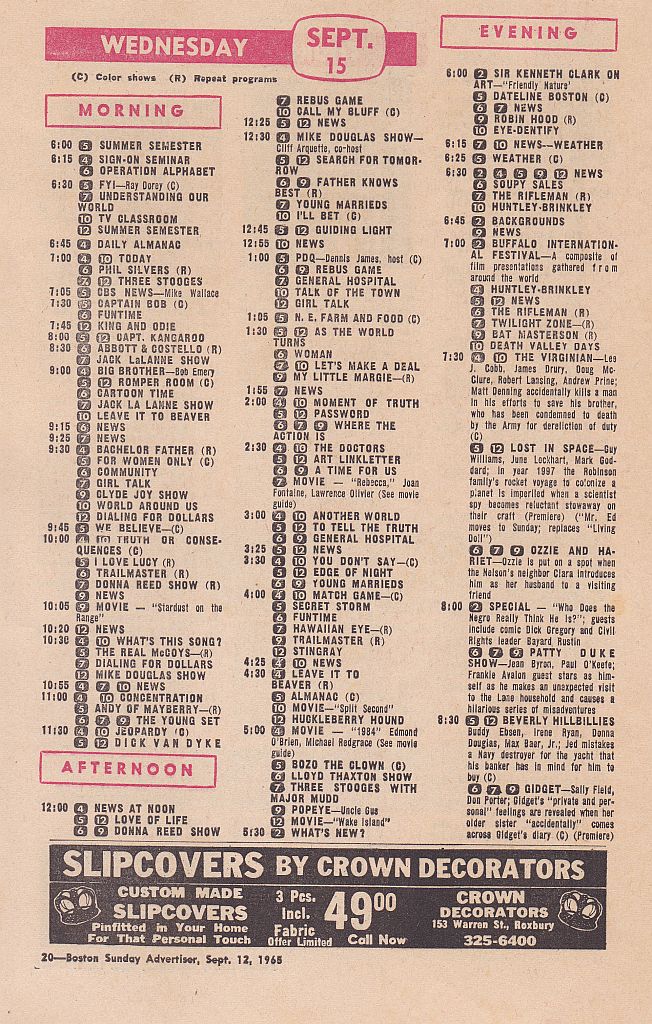 WEDNESDAY
SEPT.
15
(C) Color shows (R) Repeat programs
MORNING
6:00 5 SUMMER SEMESTER
6:15 4 SIGN-ON SEMINAR
6 OPERATION ALPHABET
6:30 5 FYI—Ray Dorey (C)
7 UNDERSTANDING OUR
WORLD
10 TV CLASSROOM
12 SUMMER SEMESTER
6:45 4 DAILY ALMANAC
7:00 4 10 TODAY
6 PHIL SILVERS (R)
7 12 THREE STOOGES
7:05 5 CBS NEWS—Mike Wallace
7:30 5 CAPTAIN BOB (C)
6 FUNTIME
7:45 12 KING AND ODIE
8:00 5 12 CAPT. KANGAROO
8:30 6 ABBOTT & COSTELLO (R)
7 JACK LaLANNE SHOW
9:00 4 BIG BROTHER—Bob Emery
5 12 ROMPER ROOM (C)
6 CARTOON TIME
7 JACK LA LANNE SHOW
10 LEAVE IT TO BEAVER
9:15 6 NEWS
9:25 7 NEWS
9:30 4 BACHELOR FATHER (R)
5 FOR WOMEN ONLY (C)
6 COMMUNITY
7 GIRL TALK
9 CLYDE JOY SHOW
10 WORLD AROUND US
12 DIALING FOR DOLLARS
9:45 5 WE BELIEVE—(C)
10:00 4 10 TRUTH OR CONSE-
QUENCES (C)
5 I LOVE LUCY (R)
6 TRAILMASTER (R)
7 DONNA REED SHOW (R)
9 NEWS
10:05 9 MOVIE — "Stardust on the
Range"
10:20 12 NEWS
10:30 4 10 WHAT'S THIS SONG?
5 THE REAL McCOYS—(R)
7 DIALING FOR DOLLARS
12 MIKE DOUGLAS SHOW
10:55 4 7 10 NEWS
11:00 4 10 CONCENTRATION
5 ANDY OF MAYBERRY—(R)
6 7 9 THE YOUNG SET
11:30 4 10 JEOPARDY (C)
5 12 DICK VAN DYKE
AFTERNOON
12:00 4 NEWS AT NOON
5 12 LOVE OF LIFE
6 9 DONNA REED SHOW
7 REBUS GAME
10 CALL MY BLUFF (C)
12:25 5 12 NEWS
12:30 4 MIKE DOUGLAS SHOW—
Cliff Arquette, co-host
5 12 SEARCH FOR TOMOR-
ROW
6 9 FATHER KNOWS
BEST (R)
7 YOUNG MARRIEDS
10 I'LL BET (C)
12:45 5 12 GUIDING LIGHT
12:55 10 NEWS
1:00 5 PDQ—Dennis James, host (C)
6 9 REBUS GAME
7 GENERAL HOSPITAL
10 TALK OF THE TOWN
12 GIRL TALK
1:05 5 N. E. FARM AND FOOD (C)
1:30 5 12 AS THE WORLD
TURNS
6 WOMAN
7 10 LET'S MAKE A DEAL
9 MY LITTLE MARGIE—(R)
1:55 7 NEWS
2:00 4 10 MOMENT OF TRUTH
5 12 PASSWORD
6 7 9 WHERE THE
ACTION IS
2:30 4 10 THE DOCTORS
5 12 ART LINKLETTER
6 9 A TIME FOR US
7 MOVIE — "Rebecca," Joan
Fontaine, Lawrence Olivier (See movie
guide)
3:00 4 10 ANOTHER WORLD
5 12 TO TELL THE TRUTH
6 9 GENERAL HOSPITAL
3:25 5 12 NEWS
3:30 4 10 YOU DON'T SAY—(C)
5 12 EDGE OF NIGHT
6 9 YOUNG MARRIEDS
4:00 4 10 MATCH GAME—(C)
5 SECRET STORM
6 FUNTIME
7 HAWAIIAN EYE—(R)
9 TRAILMASTER (R)
12 STINGRAY
4:25 4 10 NEWS
4:30 4 LEAVE IT TO
BEAVER (R)
5 ALMANAC (C)
10 MOVIE—"Split Second"
12 HUCKLEBERRY HOUND
5:00 4 MOVIE — "1984" Edmond
O'Brien, Michael Redgrace (See movie
guide)
5 BOZO THE CLOWN (C)
6 LLOYD THAXTON SHOW
7 THREE STOOGES WITH
MAJOR MUDD
9 POPEYE—Uncle Gus
12 MOVIE—"Wake Island"
5:30 2 WHAT'S NEW?
EVENING
6:00 2 SIR KENNETH CLARK ON
ART—"Friendly Nature'
5 DATELINE BOSTON (C)
6 7 NEWS
9 ROBIN HOOD (R)
10 EYE-DENTIFY
6:15 7 10 NEWS—WEATHER
6:25 5 WEATHER (C)
6:30 2 4 5 9 12 NEWS
6 SOUPY SALES
7 THE RIFLEMAN (R)
10 HUNTLEY-BRINKLEY
6:45 2 BACKGROUNDS
9 NEWS
7:00 2 BUFFALO INTERNATION-
AL FESTIVAL—A composite of
film presentations gathered from
around the world
4 HUNTLEY-BRINKLEY
5 12 NEWS
6 THE RIFLEMAN (R)
7 TWILIGHT ZONE—(R)
9 BAT MASTERSON (R)
10 DEATH VALLEY DAYS
7:30 4 10 THE VIRGINIAN—Lee
J. Cobb, James Drury, Doug Mc-
Clure, Robert Lansing, Andrew Prine;
Matt Denning accidentally kills a man
in his efforts to save his brother,
who has been condemned to death
by the Army for dereliction of duty
(C)
5 12 LOST IN SPACE—Guy
Williams, June Lockhart, Mark God-
dard; in year 1997 the Robinson
family's rocket voyage to colonize a
planet is imperiled when a scientist
spy becomes reluctant stowaway on
their craft (Premiere) ("Mr. Ed
moves to Sunday; replaces "Living
Doll")
6 7 9 OZZIE AND HA-
RIET—Ozzie is put on a spot when
the Nelson's neighbor Clara introduces
him as her husband to a visiting
friend
8:00 2 SPECIAL — "Who Does the
Negro Really Think He Is?"; guests
include comic Dick Gregory and Civil
Rights leader Bayard Rustin
6 7 9 PATTY DUKE
SHOW—Jean Byron, Paul O'Keefe;
Frankie Avalon guest stars as him-
self as he makes an unexpected visit
to the Lane household and causes a
hilarious series of misadventures
8:30 5 12 BEVERLY HILLBILLIES
Buddy Ebsen, Irene Ryan, Donna
Douglas, Max Baer, Jr.; Jed mistakes
a Navy destroyer for the yacht that
his banker has in mind for him to
buy (C)
6 7 9 GIDGET—Sally Field,
Don Porter; Gidget's "private and per-
sonal" feelings are revealed when her
older sister "accidentally" comes
across Gidget's diary (C) (Premiere)
SLIPCOVERS BY CROWN DECORATORS
CUSTOM MADE
SLIPCOVERS
Pinfitted in Your Home
For That Personal Touch
3 Pcs.
Incl.
Fabric
Offer Limited
49 00
Call Now
CROWN
DECORATORS
153 Warren St., Roxbury
325-6400
20—Boston Sunday Advertiser, Sept. 12, 1965